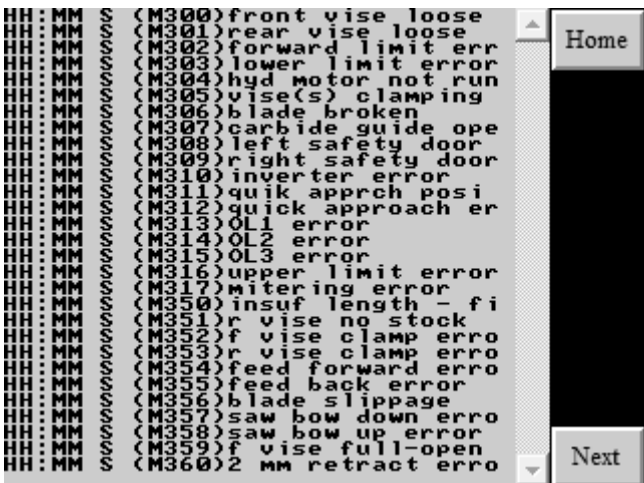 HH:MM S (M300)front vise loose
HH:MM S (M301)rear vise loose
HH:MM S (M302)forward limit err
HH:MM S (M303)lower limit error
HH:MM S (M304)hyd motor not run
HH:MM S (M305)vise(s) clamping
HH:MM S (M306)blade broken
HH:MM S (M307)carbide guide ope
HH:MM S (M308)left safety door
HH:MM S (M309)right safety door
HH:MM S (M310)inverter error
HH:MM S (M311)quik apprch posi
HH:MM S (M312)quick approach er
HH:MM S (M313)OL1 error
HH:MM S (M314)OL2 error
HH:MM S (M315)OL3 error
HH:MM S (M316)upper limit error
HH:MM S (M317)mitering error
HH:MM S (M350)insuf length - fi
HH:MM S (M351)r vise no stock
HH:MM S (M352)f vise clamp erro
HH:MM S (M353)r vise clamp erro
HH:MM S (M354)feed forward erro
HH:MM S (M355)feed back error
HH:MM S (M356)blade slippage
HH:MM S (M357)saw bow down erro
HH:MM S (M358)saw bow up error
HH:MM S (M359)f vise full-open
HH:MM S (M360)2 mm retract erro
Home
Next